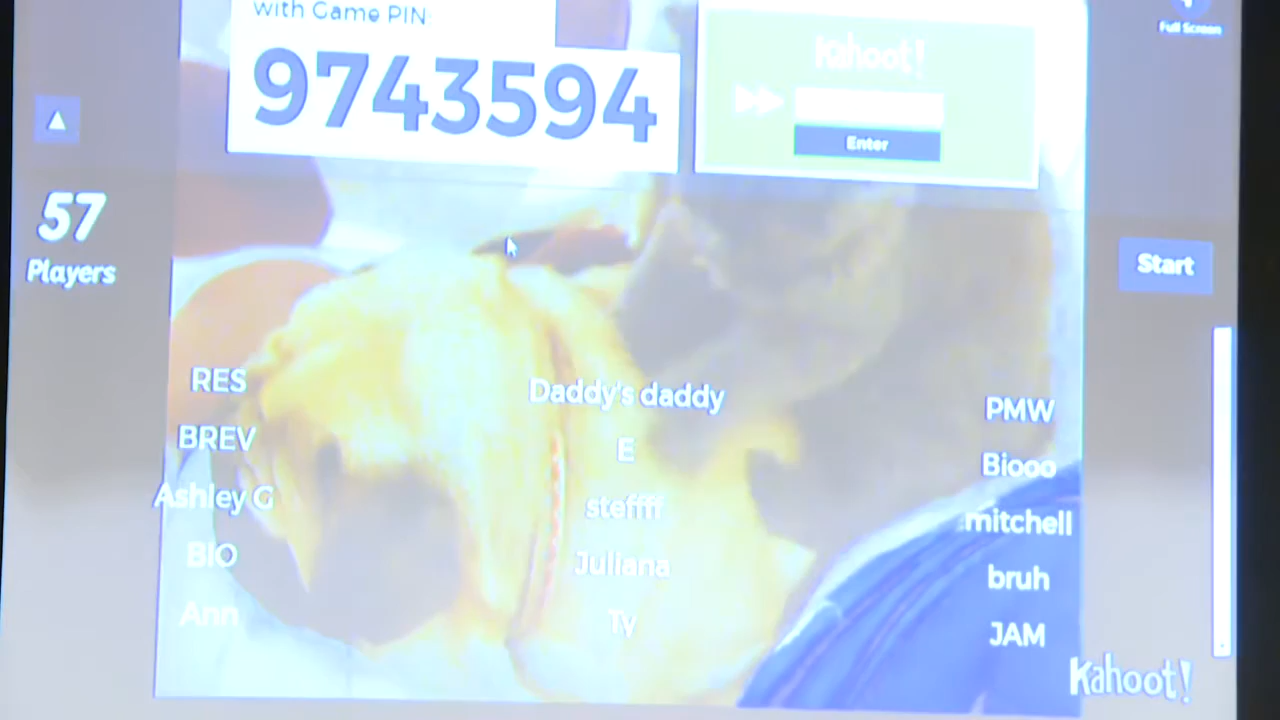 with Game PIN
9743594
Kahoot!
Enter
Full Screen
57
Players
Start
RES
Daddy's daddy
PMW
BREV
E
Biooo
Ashley G
steffff
mitchell
BIO
Juliana
bruh
Ann
Ty
JAM
Kahoot!